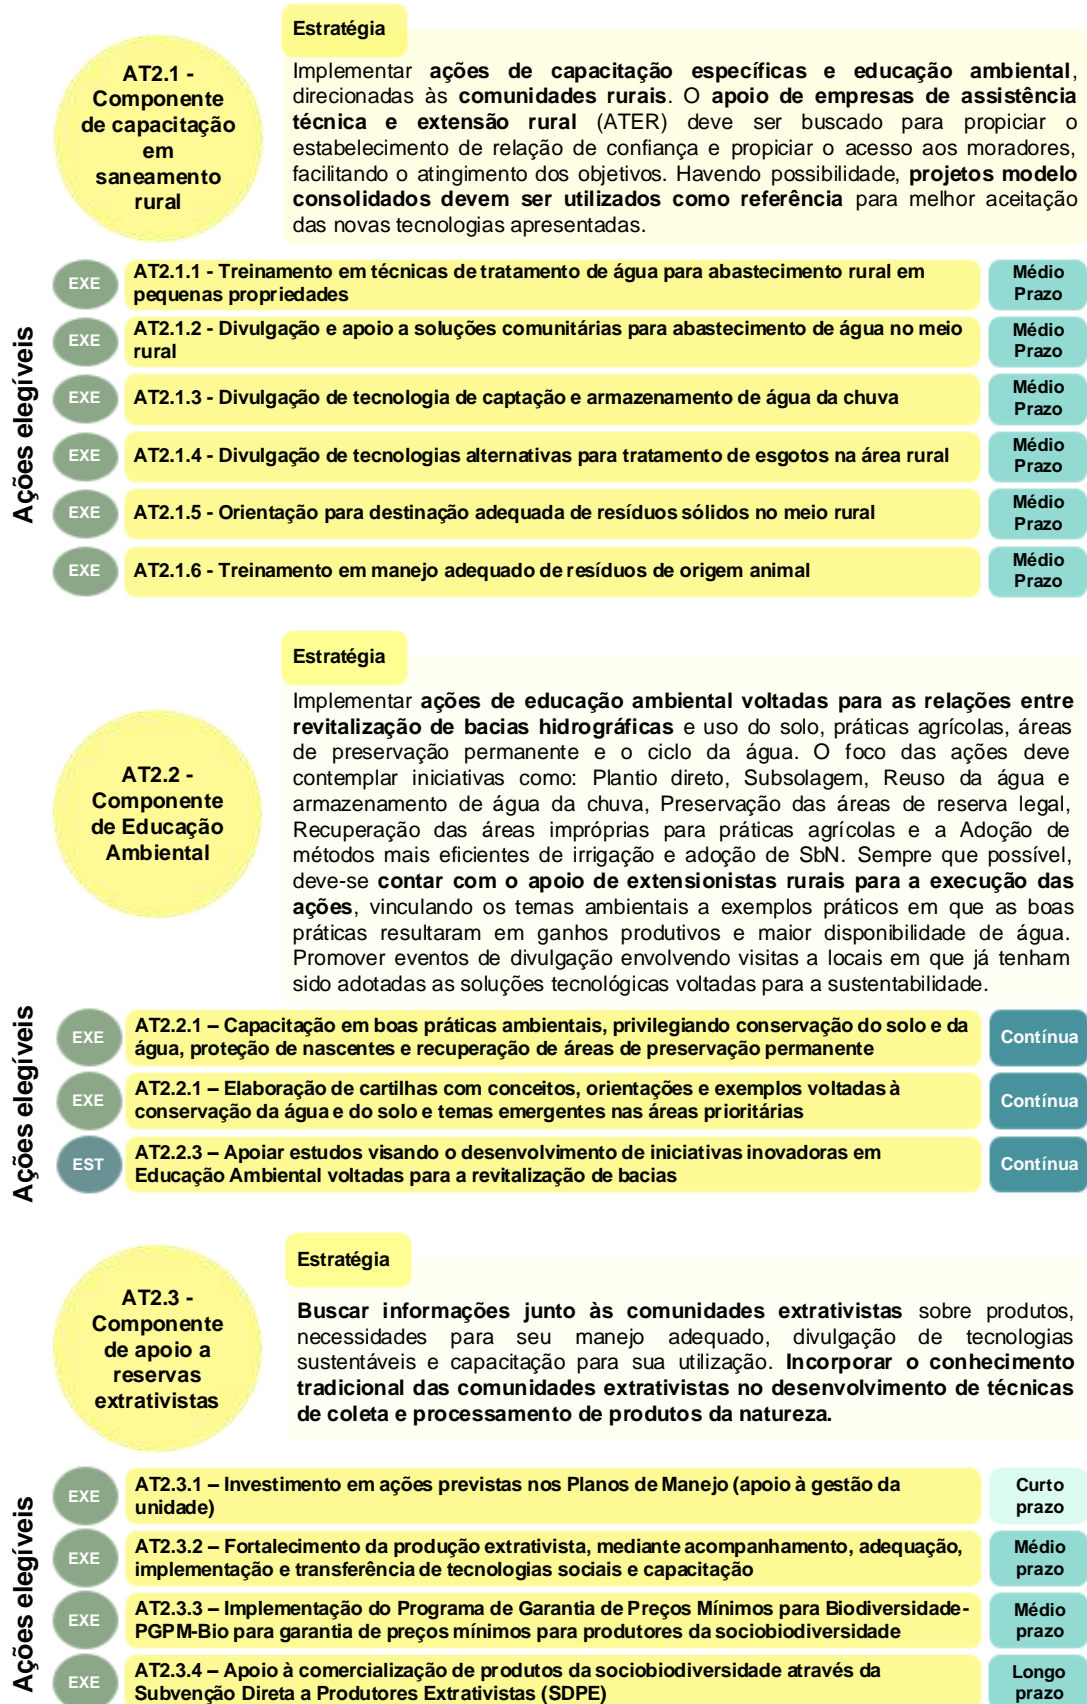 Estratégia
AT2.1 -
Componente
de capacitação
em
saneamento
rural
Implementar ações de capacitação específicas e educação ambiental,
direcionadas às comunidades rurais. O apoio de empresas de assistência
técnica e extensão rural (ATER) deve ser buscado para propiciar o
estabelecimento de relação de confiança e propiciar o acesso aos moradores,
facilitando o atingimento dos objetivos. Havendo possibilidade, projetos modelo
consolidados devem ser utilizados como referência para melhor aceitação
das novas tecnologias apresentadas.
Ações elegíveis
EXE
AT2.1.1 - Treinamento em técnicas de tratamento de água para abastecimento rural em
pequenas propriedades
Médio
Prazo
EXE
AT2.1.2 - Divulgação e apoio a soluções comunitárias para abastecimento de água no meio
rural
Médio
Prazo
EXE
AT2.1.3 - Divulgação de tecnologia de captação e armazenamento de água da chuva
Médio
Prazo
EXE
AT2.1.4 - Divulgação de tecnologias alternativas para tratamento de esgotos na área rural
Médio
Prazo
EXE
AT2.1.5 - Orientação para destinação adequada de resíduos sólidos no meio rural
Médio
Prazo
EXE
AT2.1.6 - Treinamento em manejo adequado de resíduos de origem animal
Médio
Prazo
Estratégia
AT2.2 -
Componente
de Educação
Ambiental
Implementar ações de educação ambiental voltadas para as relações entre
revitalização de bacias hidrográficas e uso do solo, práticas agrícolas, áreas
de preservação permanente e o ciclo da água. O foco das ações deve
contemplar iniciativas como: Plantio direto, Subsolagem, Reuso da água e
armazenamento de água da chuva, Preservação das áreas de reserva legal,
Recuperação das áreas impróprias para práticas agrícolas e a Adoção de
métodos mais eficientes de irrigação e adoção de SbN. Sempre que possível,
deve-se contar com o apoio de extensionistas rurais para a execução das
ações, vinculando os temas ambientais a exemplos práticos em que as boas
práticas resultaram em ganhos produtivos e maior disponibilidade de água.
Promover eventos de divulgação envolvendo visitas a locais em que já tenham
sido adotadas as soluções tecnológicas voltadas para a sustentabilidade.
Ações elegíveis
EXE
AT2.2.1 – Capacitação em boas práticas ambientais, privilegiando conservação do solo e da
água, proteção de nascentes e recuperação de áreas de preservação permanente
Contínua
EXE
AT2.2.1 – Elaboração de cartilhas com conceitos, orientações e exemplos voltadas à
conservação da água e do solo e temas emergentes nas áreas prioritárias
Contínua
EST
AT2.2.3 – Apoiar estudos visando o desenvolvimento de iniciativas inovadoras em
Educação Ambiental voltadas para a revitalização de bacias
Contínua
Estratégia
AT2.3 -
Componente
de apoio a
reservas
extrativistas
Buscar informações junto às comunidades extrativistas sobre produtos,
necessidades para seu manejo adequado, divulgação de tecnologias
sustentáveis e capacitação para sua utilização. Incorporar o conhecimento
tradicional das comunidades extrativistas no desenvolvimento de técnicas
de coleta e processamento de produtos da natureza.
Ações elegíveis
EXE
AT2.3.1 – Investimento em ações previstas nos Planos de Manejo (apoio à gestão da
unidade)
Curto
prazo
EXE
AT2.3.2 – Fortalecimento da produção extrativista, mediante acompanhamento, adequação,
implementação e transferência de tecnologias sociais e capacitação
Médio
prazo
EXE
AT2.3.3 – Implementação do Programa de Garantia de Preços Mínimos para Biodiversidade-
PGPM-Bio para garantia de preços mínimos para produtores da sociobiodiversidade
Médio
prazo
EXE
AT2.3.4 – Apoio à comercialização de produtos da sociobiodiversidade através da
Subvenção Direta a Produtores Extrativistas (SDPE)
Longo
prazo